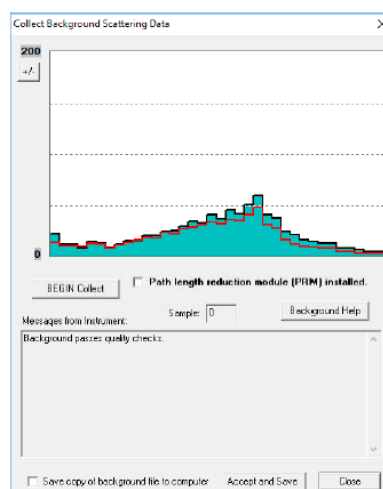 Collect Background Scattering Data
200
+/-
0
BEGIN Collect
Path length reduction module (PRM) installed.
Sample: 0
Background Help
Messages from Instrument:
Background passes quality checks.
Save copy of background file to computer
Accept and Save
Close